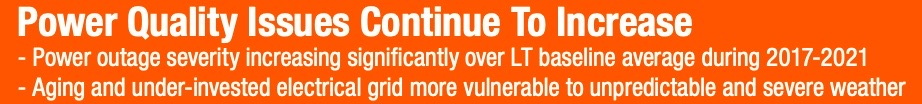 Power Quality Issues Continue To Increase
- Power outage severity increasing significantly over LT baseline average during 2017-2021
- Aging and under-invested electrical grid more vulnerable to unpredictable and severe weather